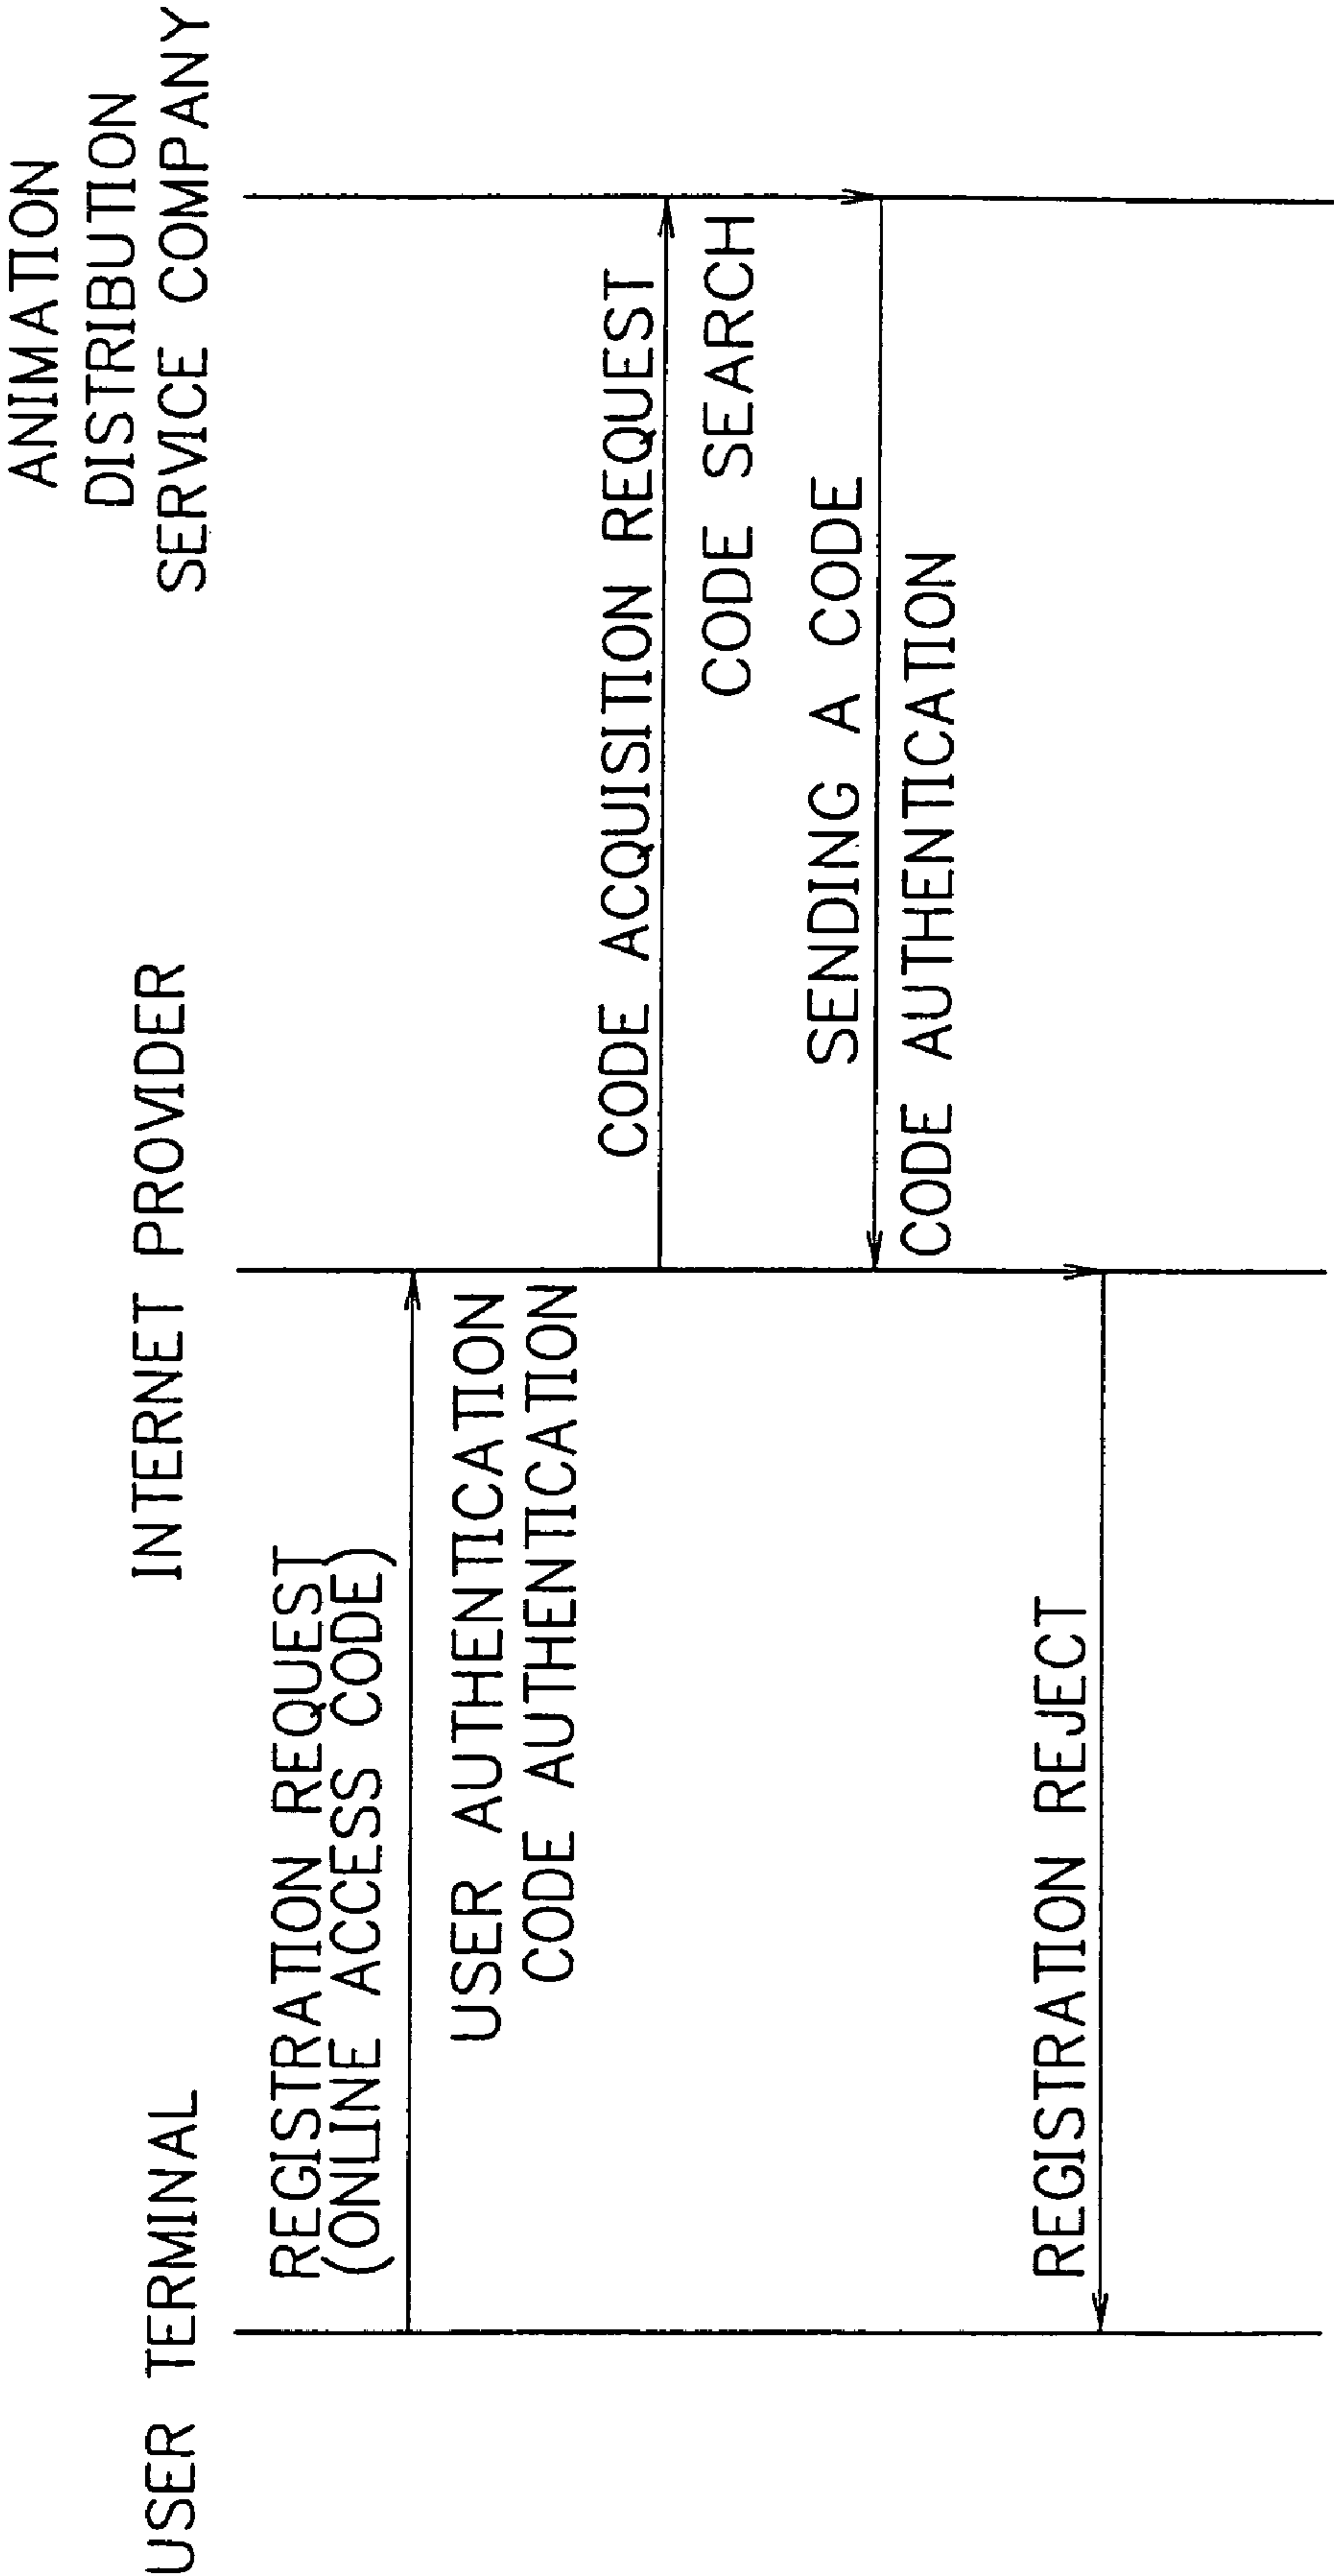 USER TERMINAL
INTERNET PROVIDER
ANIMATION
DISTRIBUTION
SERVICE COMPANY
REGISTRATION REQUEST
(ONLINE ACCESS CODE)
USER AUTHENTICATION
CODE AUTHENTICATION
CODE ACQUISITION REQUEST
CODE SEARCH
SENDING A CODE
CODE AUTHENTICATION
REGISTRATION REJECT